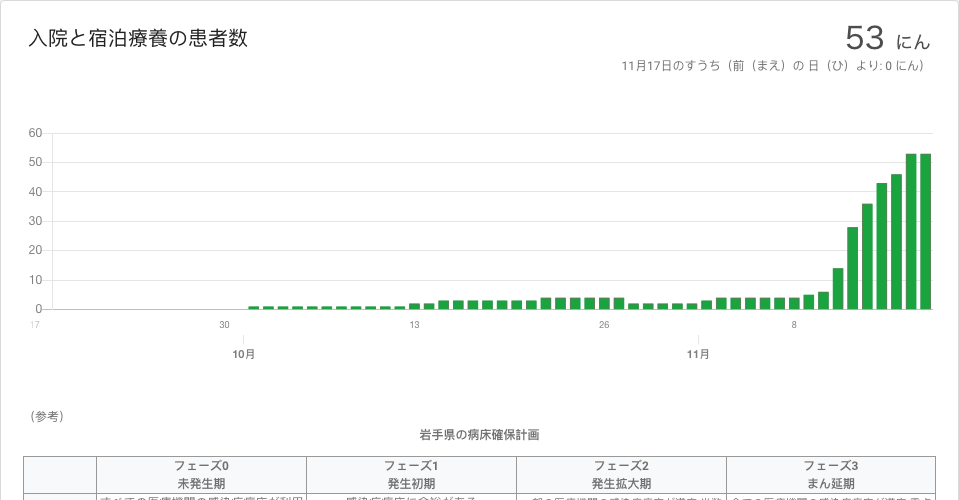 入院と宿泊療養の患者数
53 にん
11月17日のすうち（前（まえ）の 日（ひ）より: 0 にん）
60
50
40
30
20
10
0
17 30 13 26 8
10月 11月
（参考）
岩手県の病床確保計画
フェーズ0 フェーズ1 フェーズ2 フェーズ3
未発生期 発生初期 発生拡大期 まん延期